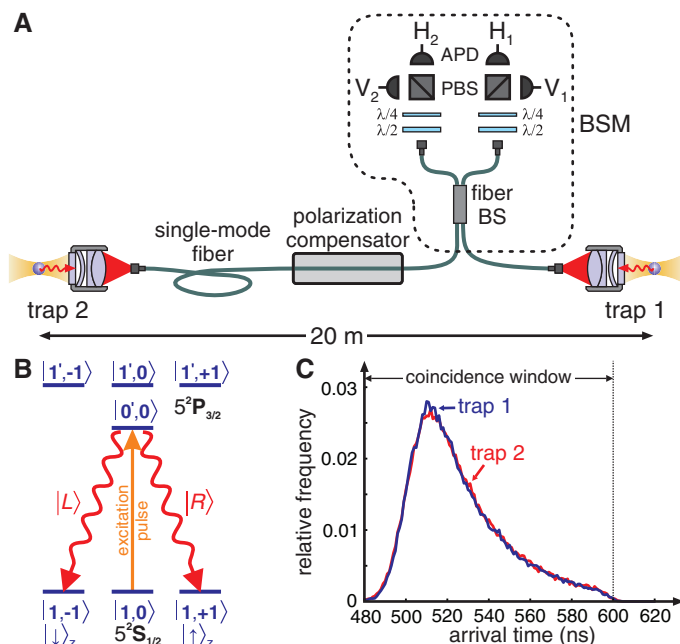 A
H₂ H₁
APD
V₂ PBS V₁
λ/4 λ/4
λ/2 λ/2
BSM
fiber
BS
single-mode
fiber
polarization
compensator
trap 2
trap 1
20 m
B
|1',-1⟩ |1',0⟩ |1',+1⟩
|0',0⟩ 5²P₃/₂
|L⟩ |R⟩
excitation
pulse
|1,-1⟩ |1,0⟩ |1,+1⟩
|↓⟩z 5²S₁/₂ |↑⟩z
C
coincidence window
0.03
trap 1
trap 2
0.02
0.01
0
relative frequency
480 500 520 540 560 580 600 620
arrival time (ns)